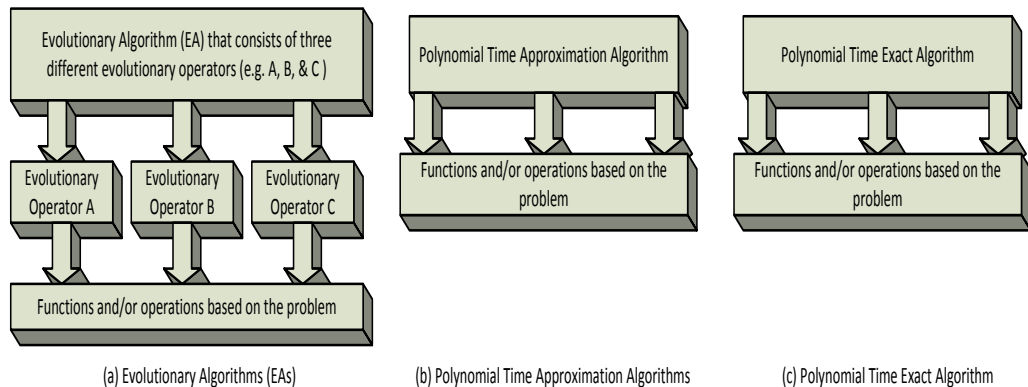 Evolutionary Algorithm (EA) that consists of three
different evolutionary operators (e.g. A, B, & C )
Evolutionary
Operator A
Evolutionary
Operator B
Evolutionary
Operator C
Functions and/or operations based on the problem
(a) Evolutionary Algorithms (EAs)
Polynomial Time Approximation Algorithm
Functions and/or operations based on the
problem
(b) Polynomial Time Approximation Algorithms
Polynomial Time Exact Algorithm
Functions and/or operations based on the
problem
(c) Polynomial Time Exact Algorithm